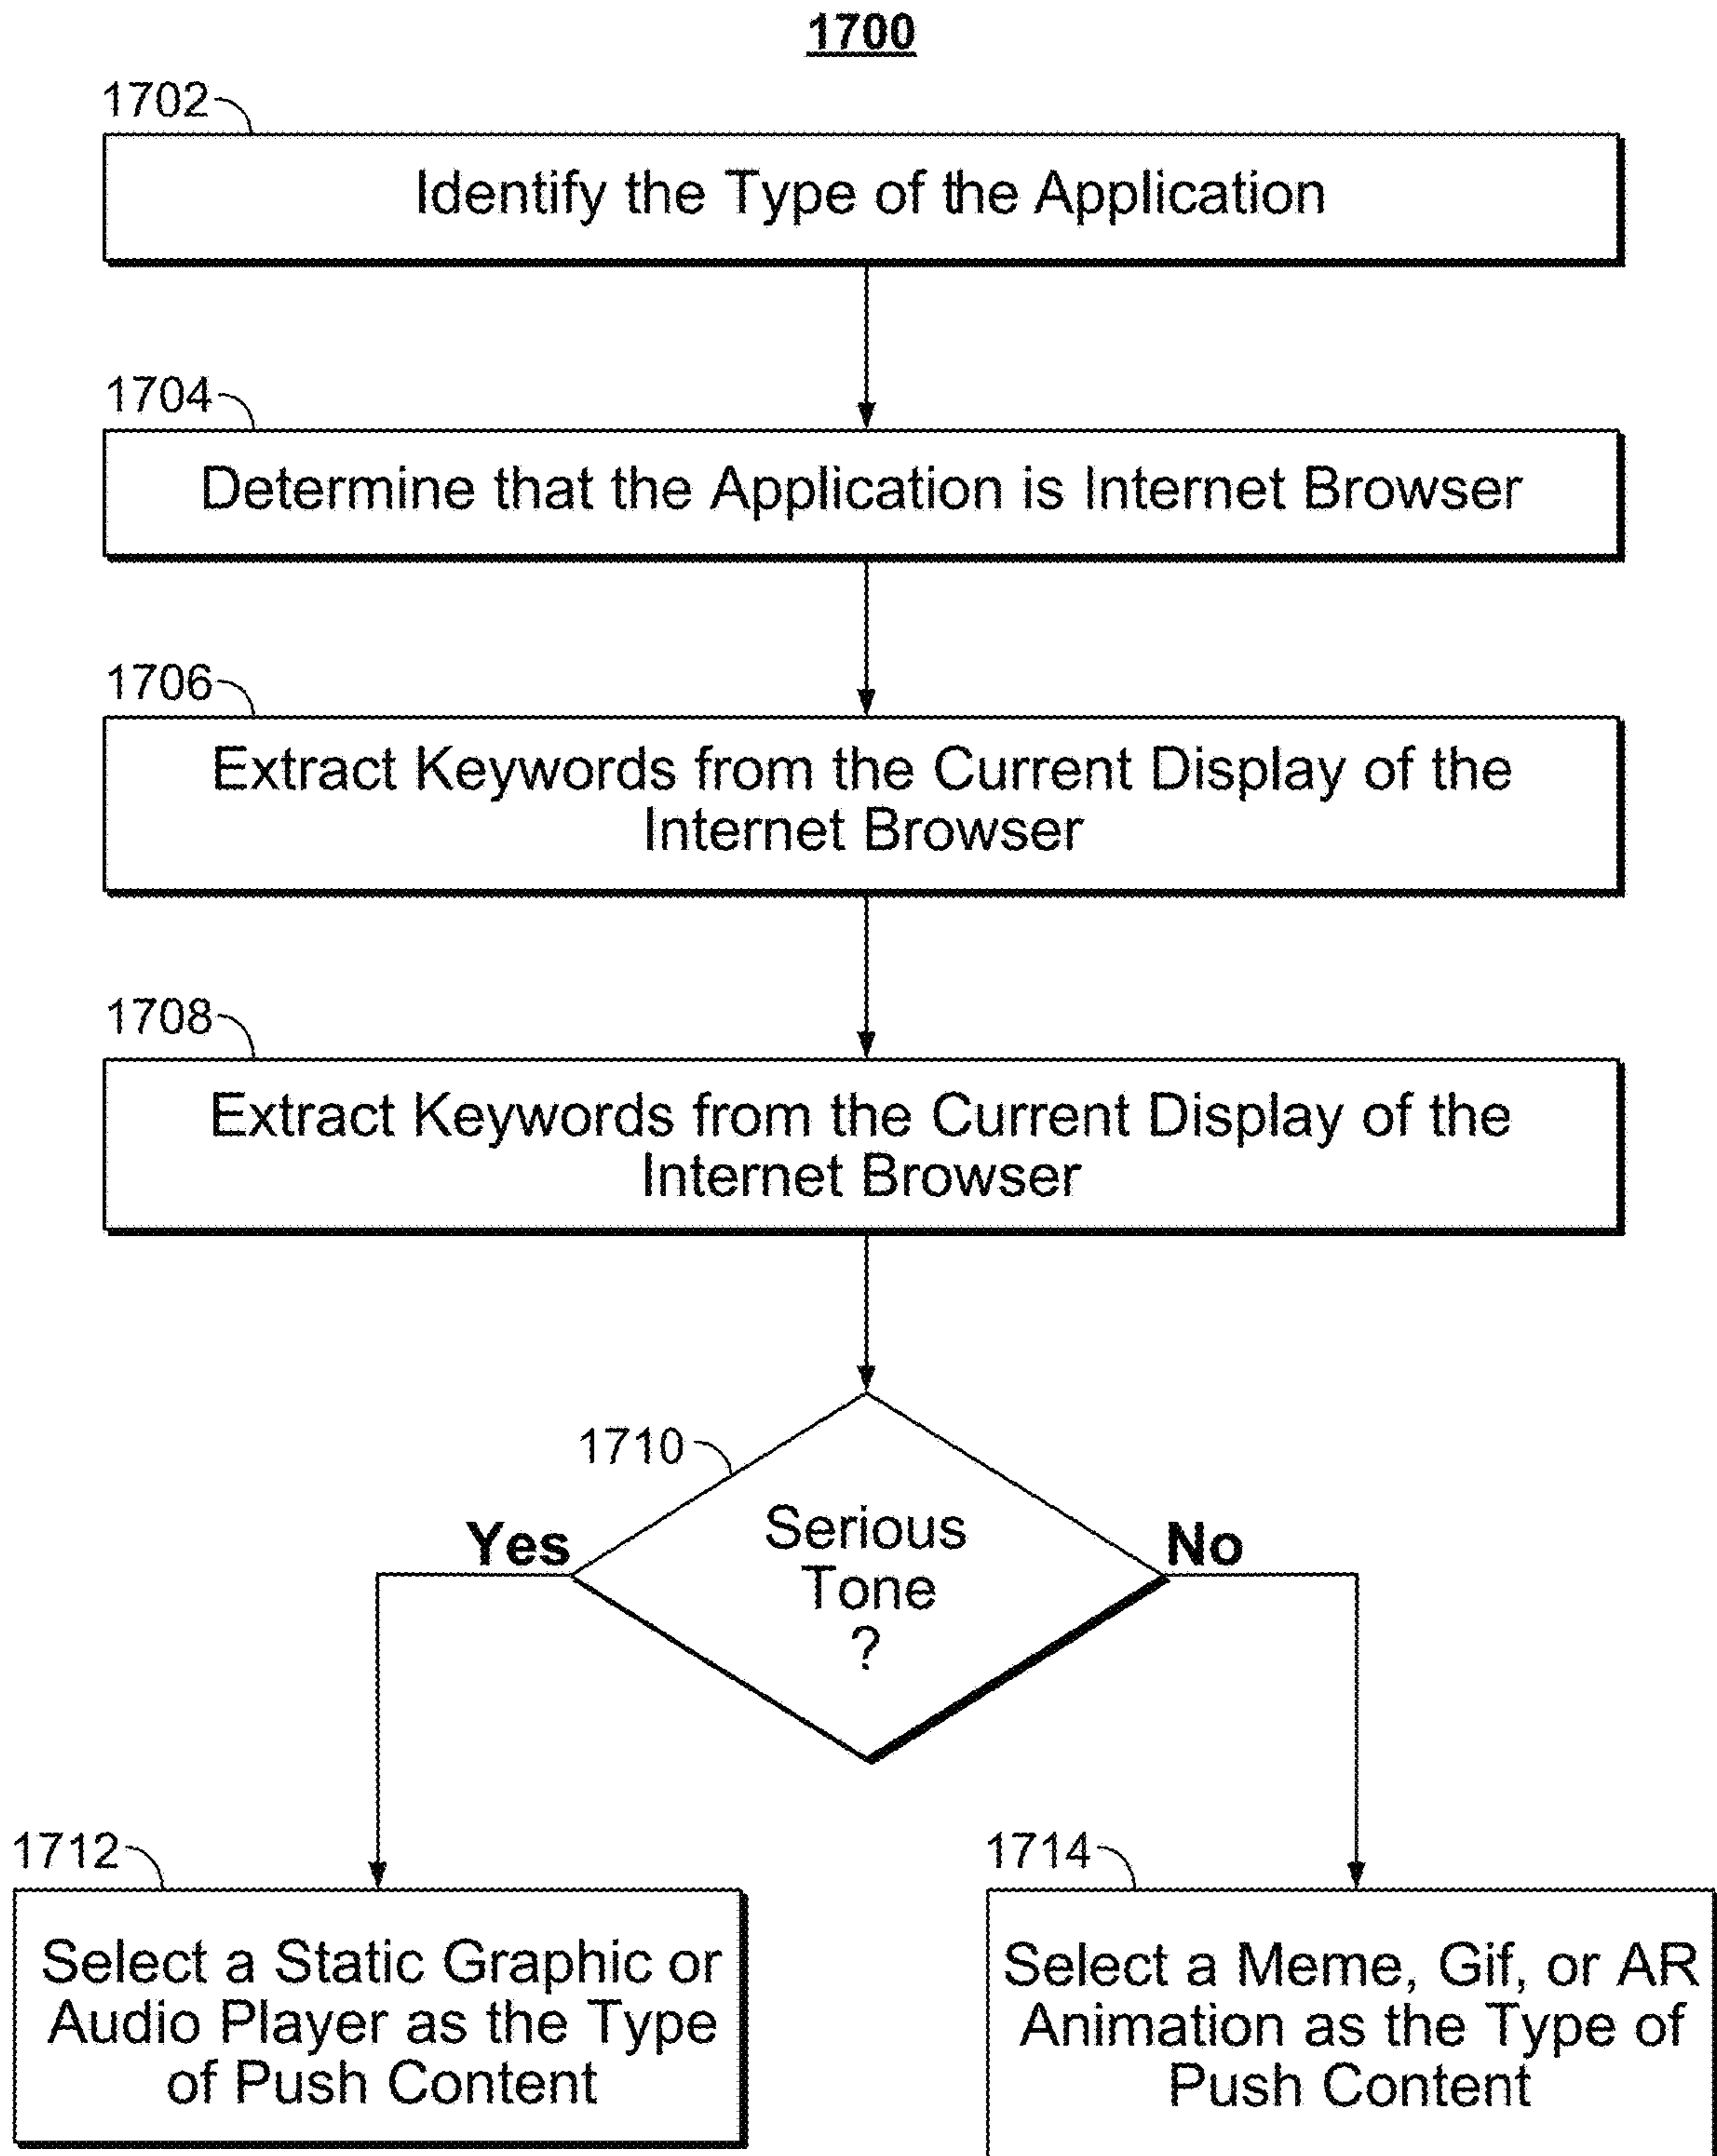 1700
1702
Identify the Type of the Application
1704
Determine that the Application is Internet Browser
1706
Extract Keywords from the Current Display of the
Internet Browser
1708
Extract Keywords from the Current Display of the
Internet Browser
1710
Serious
Tone
?
Yes
No
1712
Select a Static Graphic or
Audio Player as the Type
of Push Content
1714
Select a Meme, Gif, or AR
Animation as the Type of
Push Content